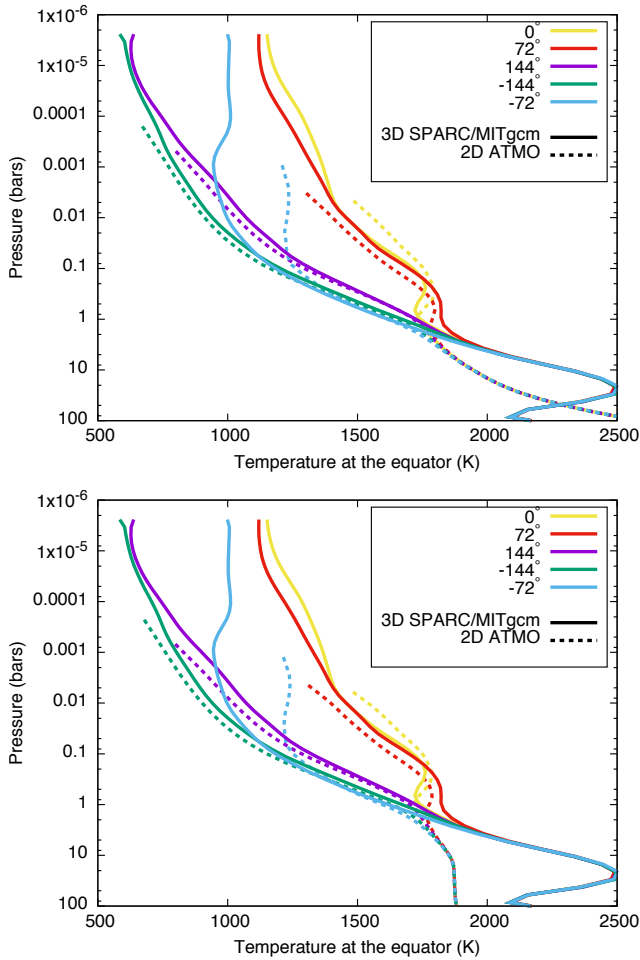 1x10-6
1x10-5
0.0001
0.001
0.01
0.1
1
10
100
Pressure (bars)
500
1000
1500
2000
2500
Temperature at the equator (K)
0°
72°
144°
-144°
-72°
3D SPARC/MITgcm
2D ATMO
1x10-6
1x10-5
0.0001
0.001
0.01
0.1
1
10
100
Pressure (bars)
500
1000
1500
2000
2500
Temperature at the equator (K)
0°
72°
144°
-144°
-72°
3D SPARC/MITgcm
2D ATMO